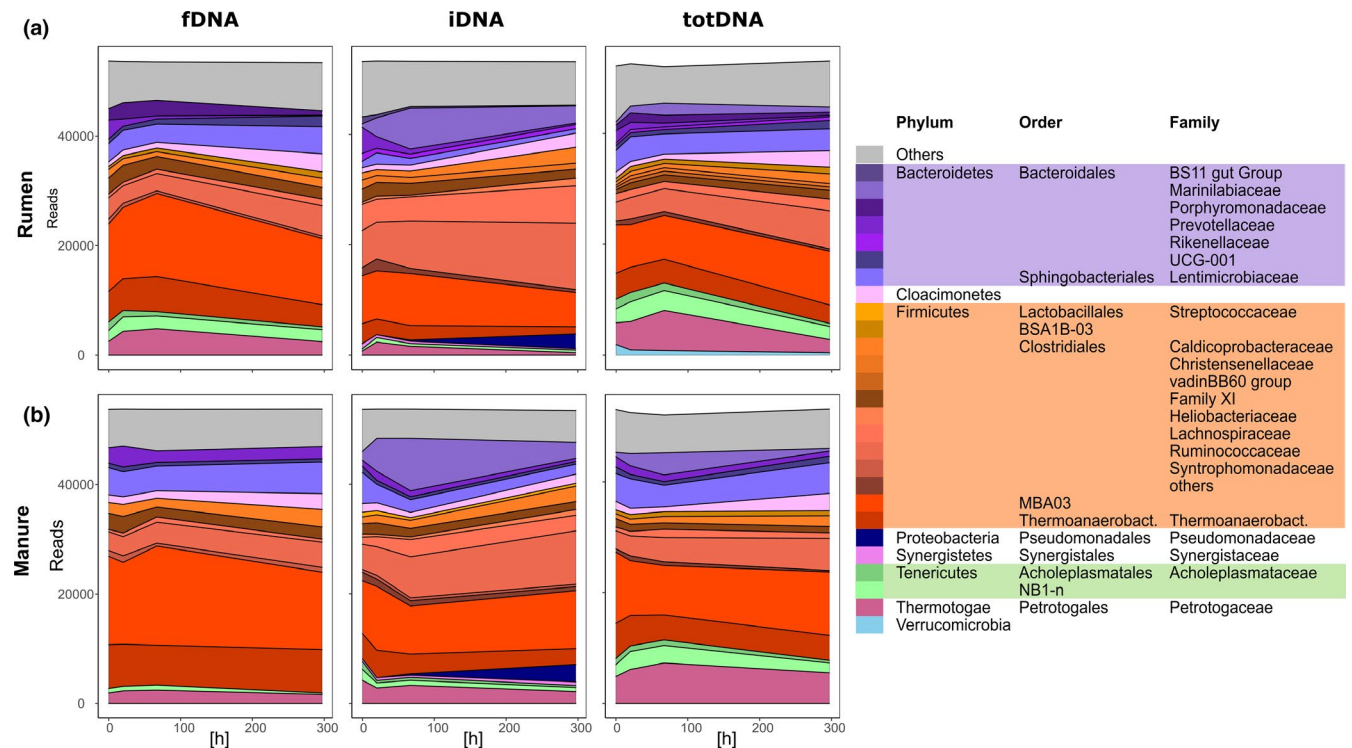 fDNA iDNA totDNA
(a)
Rumen
Reads
40000
20000
0
(b)
Manure
Reads
40000
20000
0
0 100 200 300 0 100 200 300 0 100 200 300
[h] [h] [h]
Phylum Order Family
Others
Bacteroidetes Bacteroidales BS11 gut Group
Marinilabiaceae
Porphyromonadaceae
Prevotellaceae
Rikenellaceae
UCG-001
Sphingobacteriales Lentimicrobiaceae
Cloacimonetes
Firmicutes Lactobacillales Streptococcaceae
BSA1B-03
Clostridiales Caldicoprobacteraceae
Christensenellaceae
vadinBB60 group
Family XI
Heliobacteriaceae
Lachnospiraceae
Ruminococcaceae
Syntrophomonadaceae
others
MBA03
Thermoanaerobact. Thermoanaerobact.
Proteobacteria Pseudomonadales Pseudomonadaceae
Synergistetes Synergistales Synergistaceae
Tenericutes Acholeplasmatales Acholeplasmataceae
NB1-n
Thermotogae Petrotogales Petrotogaceae
Verrucomicrobia